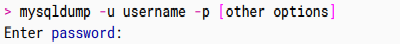 > mysqldump -u username -p [other options]
Enter password: